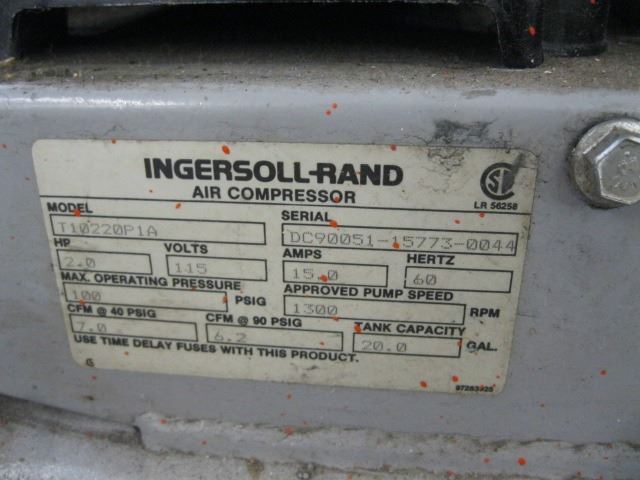 INGERSOLL-RAND
AIR COMPRESSOR
LR 56258
MODEL SERIAL
T10220P1A DC90051-15773-0044
HP VOLTS AMPS HERTZ
2.0 115 15.0 60
MAX. OPERATING PRESSURE APPROVED PUMP SPEED
100 PSIG 1300 RPM
CFM @ 40 PSIG CFM @ 90 PSIG TANK CAPACITY
7.0 6.2 20.0 GAL.
USE TIME DELAY FUSES WITH THIS PRODUCT.